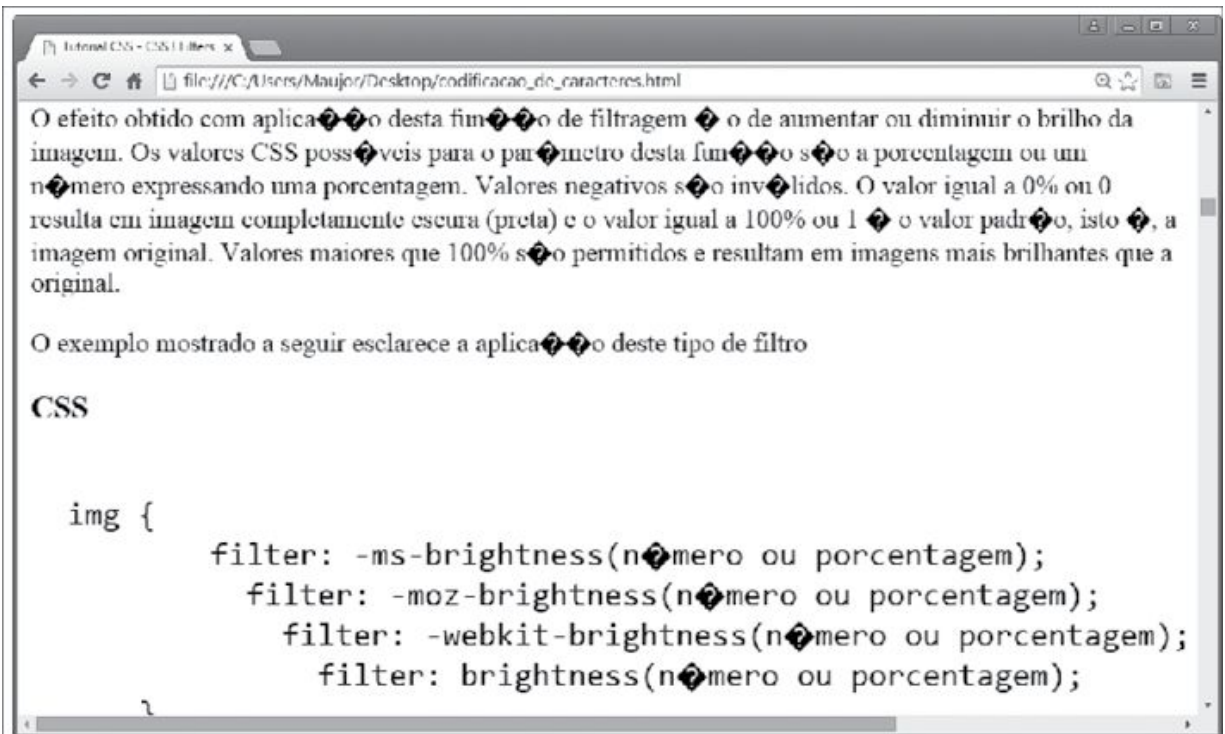 Tutorial CSS - CSS Filters x
file:///C:/Users/Maujor/Desktop/codificacao_de_caracteres.html
O efeito obtido com aplica��o desta fun��o de filtragem � o de aumentar ou diminuir o brilho da
imagem. Os valores CSS poss�veis para o par�metro desta fun��o s�o a porcentagem ou um
n�mero expressando uma porcentagem. Valores negativos s�o inv�lidos. O valor igual a 0% ou 0
resulta em imagem completamente escura (preta) e o valor igual a 100% ou 1 � o valor padr�o, isto �, a
imagem original. Valores maiores que 100% s�o permitidos e resultam em imagens mais brilhantes que a
original.
O exemplo mostrado a seguir esclarece a aplica��o deste tipo de filtro
CSS
img {
filter: -ms-brightness(n�mero ou porcentagem);
filter: -moz-brightness(n�mero ou porcentagem);
filter: -webkit-brightness(n�mero ou porcentagem);
filter: brightness(n�mero ou porcentagem);
}